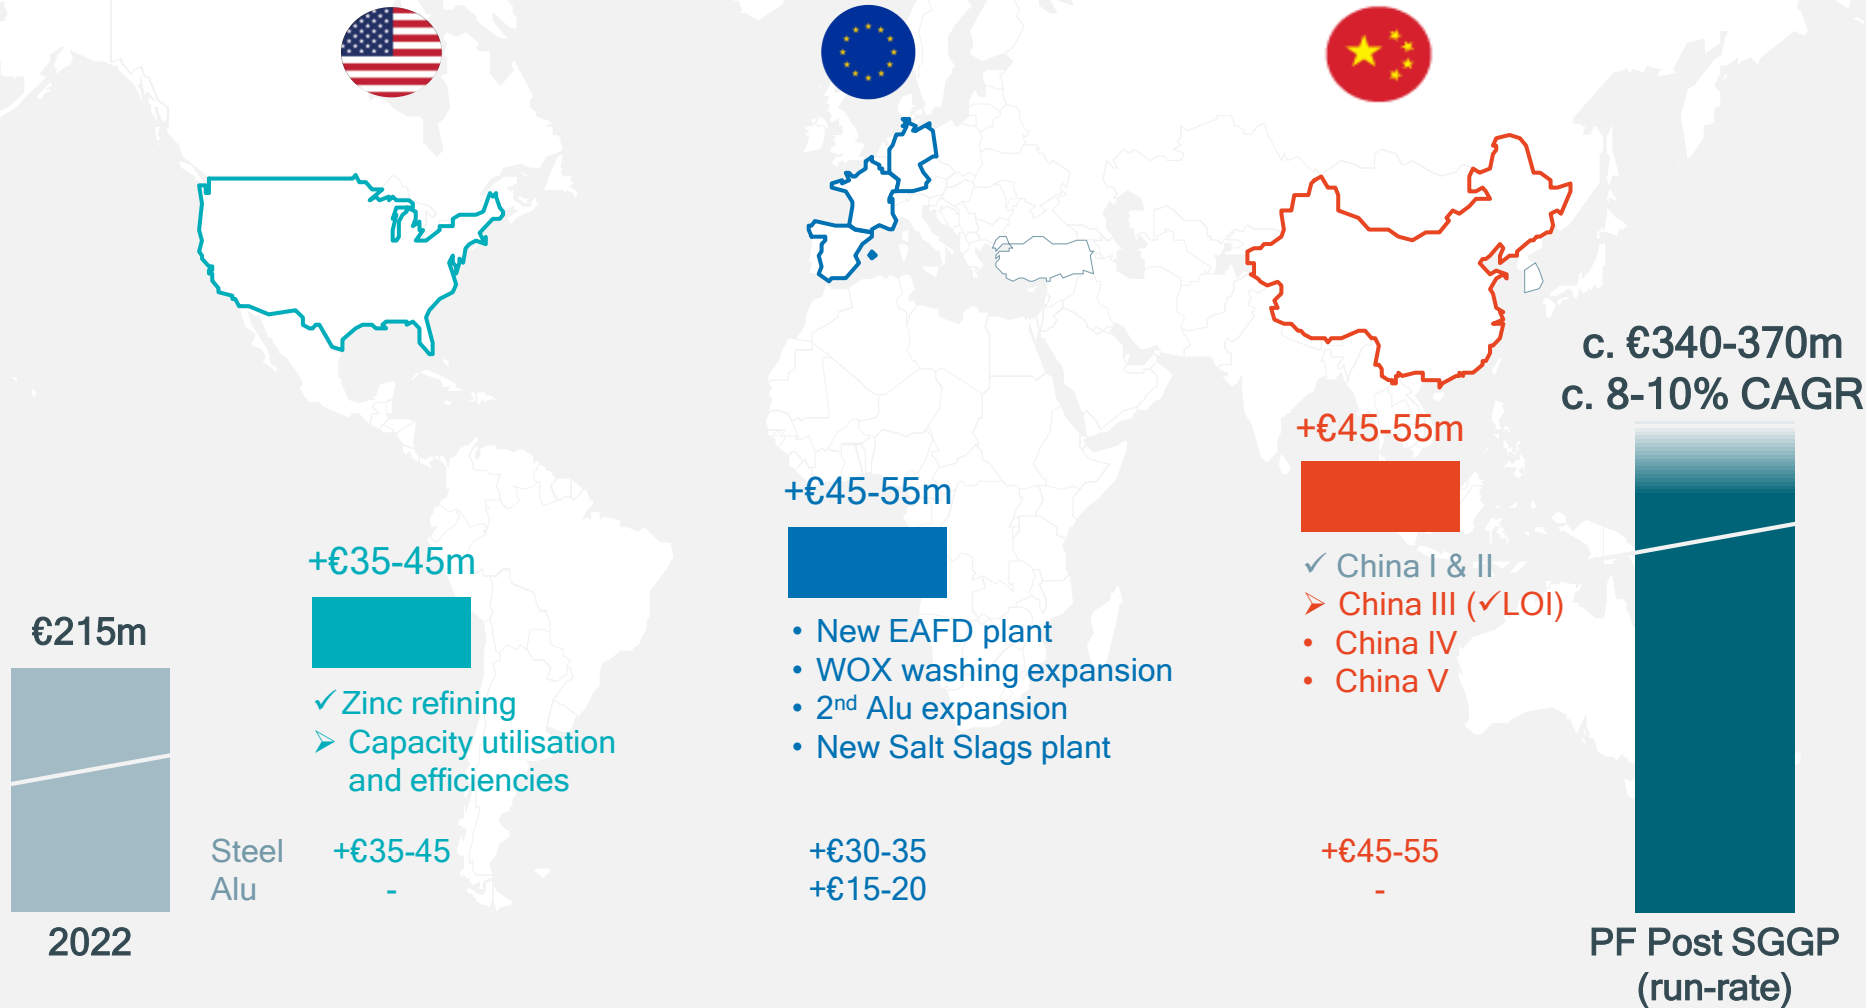 €215m
2022
+€35-45m
✓ Zinc refining
➢ Capacity utilisation
and efficiencies
+€45-55m
• New EAFD plant
• WOX washing expansion
• 2nd Alu expansion
• New Salt Slags plant
+€45-55m
✓ China I & II
➢ China III (✓LOI)
• China IV
• China V
Steel +€35-45 +€30-35 +€45-55
Alu - +€15-20 -
c. €340-370m
c. 8-10% CAGR
PF Post SGGP
(run-rate)